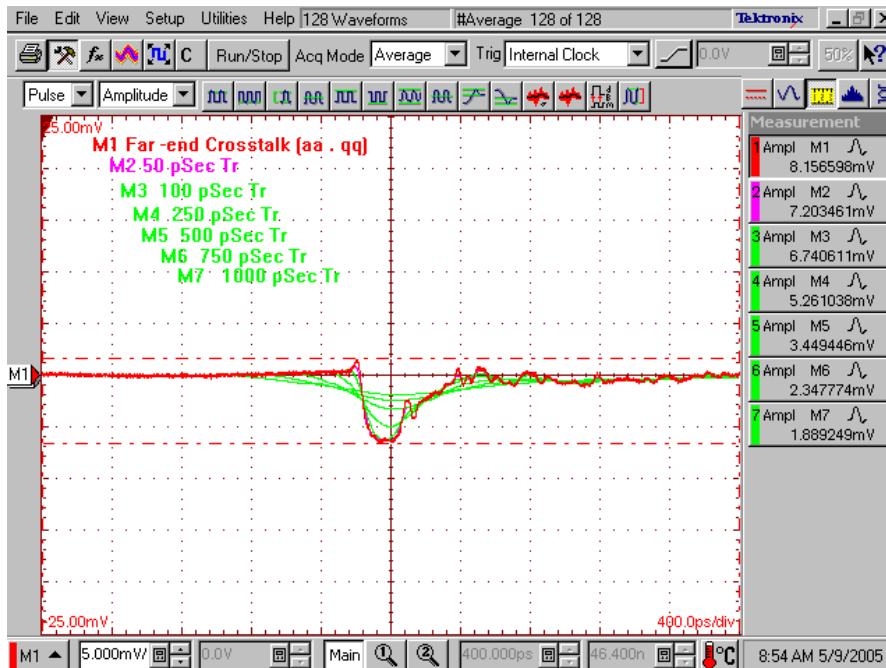 File Edit View Setup Utilities Help 128 Waveforms #Average 128 of 128 Tektronix
C Run/Stop Acq Mode Average Trig Internal Clock 0.0V 50%
Pulse Amplitude
25.00mV
M1 Far -end Crosstalk (aa . qq)
M2 50 pSec Tr
M3 100 pSec Tr
M4 .250 pSec Tr
M5 500 pSec Tr
M6 750 pSec Tr
M7 1000 pSec Tr
M1
-25.00mV
400.0ps/div
Measurement
1 Ampl M1
8.156598mV
2 Ampl M2
7.203461mV
3 Ampl M3
6.740611mV
4 Ampl M4
5.261038mV
5 Ampl M5
3.449446mV
6 Ampl M6
2.347774mV
7 Ampl M7
1.889249mV
M1 5.000mV/ 0.0V Main 1 2 400.000ps 46.400n °C 8:54 AM 5/9/2005